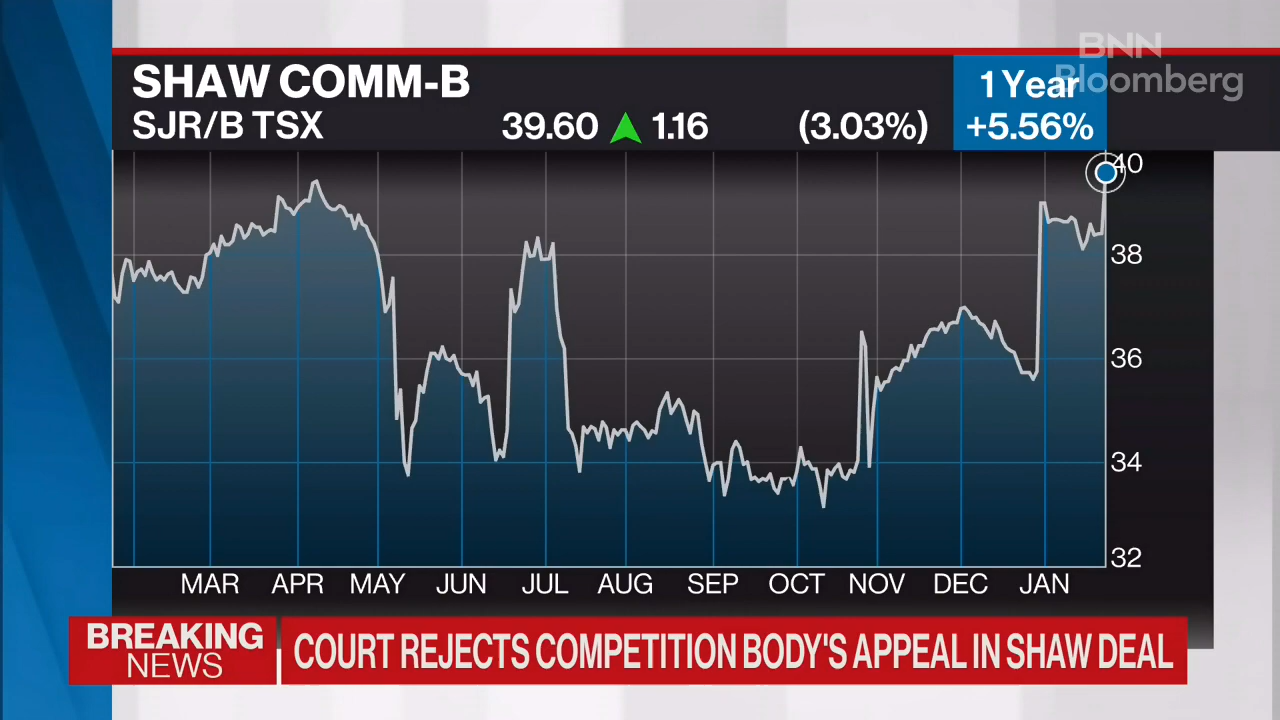 BNN
Bloomberg
SHAW COMM-B
SJR/B TSX
39.60 ▲ 1.16 (3.03%)
1 Year
+5.56%
40
38
36
34
32
MAR APR MAY JUN JUL AUG SEP OCT NOV DEC JAN
BREAKING
NEWS
COURT REJECTS COMPETITION BODY'S APPEAL IN SHAW DEAL